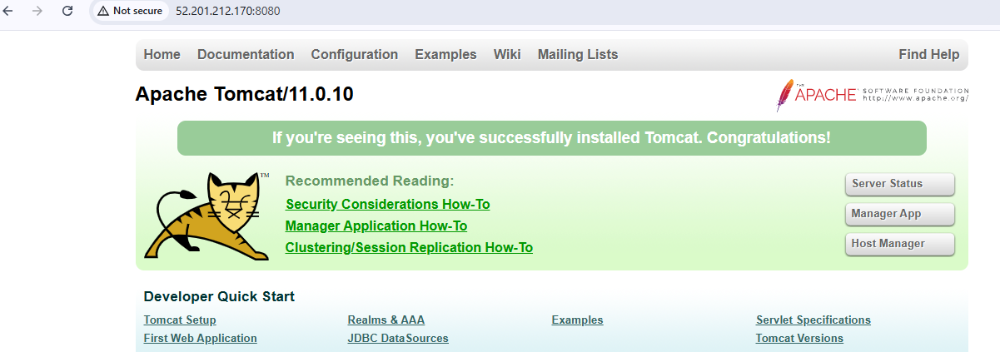 Not secure 52.201.212.170:8080
Home Documentation Configuration Examples Wiki Mailing Lists Find Help
Apache Tomcat/11.0.10
THE APACHE SOFTWARE FOUNDATION
http://www.apache.org/
If you're seeing this, you've successfully installed Tomcat. Congratulations!
TM
Recommended Reading:
Security Considerations How-To
Manager Application How-To
Clustering/Session Replication How-To
Server Status
Manager App
Host Manager
Developer Quick Start
Tomcat Setup Realms & AAA Examples Servlet Specifications
First Web Application JDBC DataSources Tomcat Versions